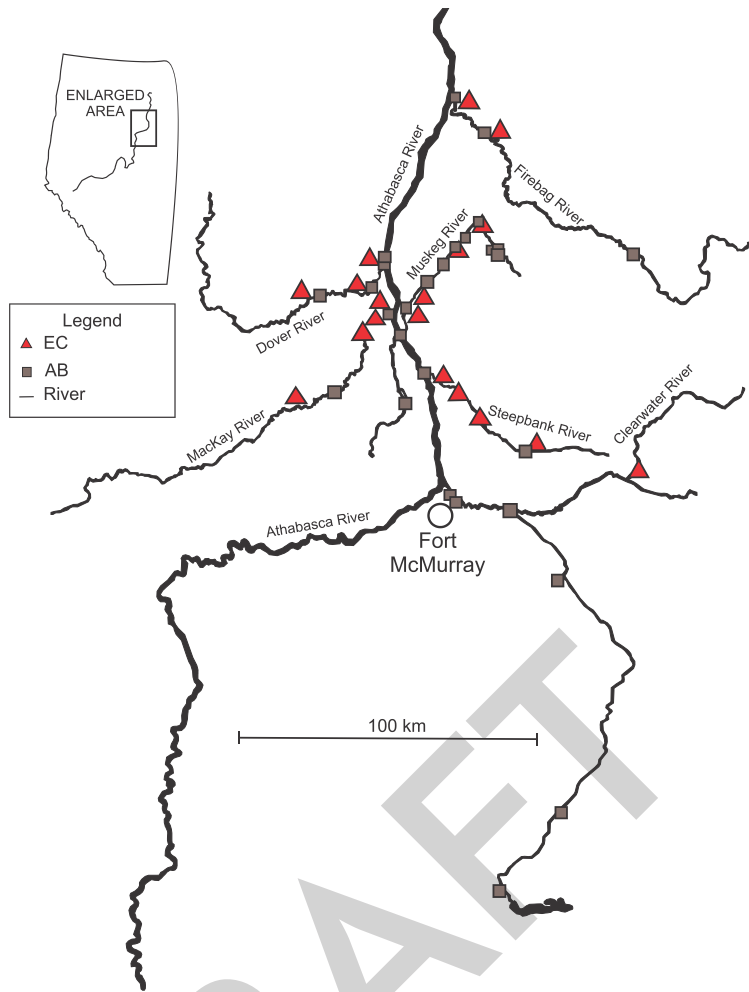 ENLARGED
AREA
Athabasca River
Firebag River
Muskeg River
Dover River
Legend
EC
AB
River
MacKay River
Steepbank River
Clearwater River
Athabasca River
Fort
McMurray
100 km
DRAFT